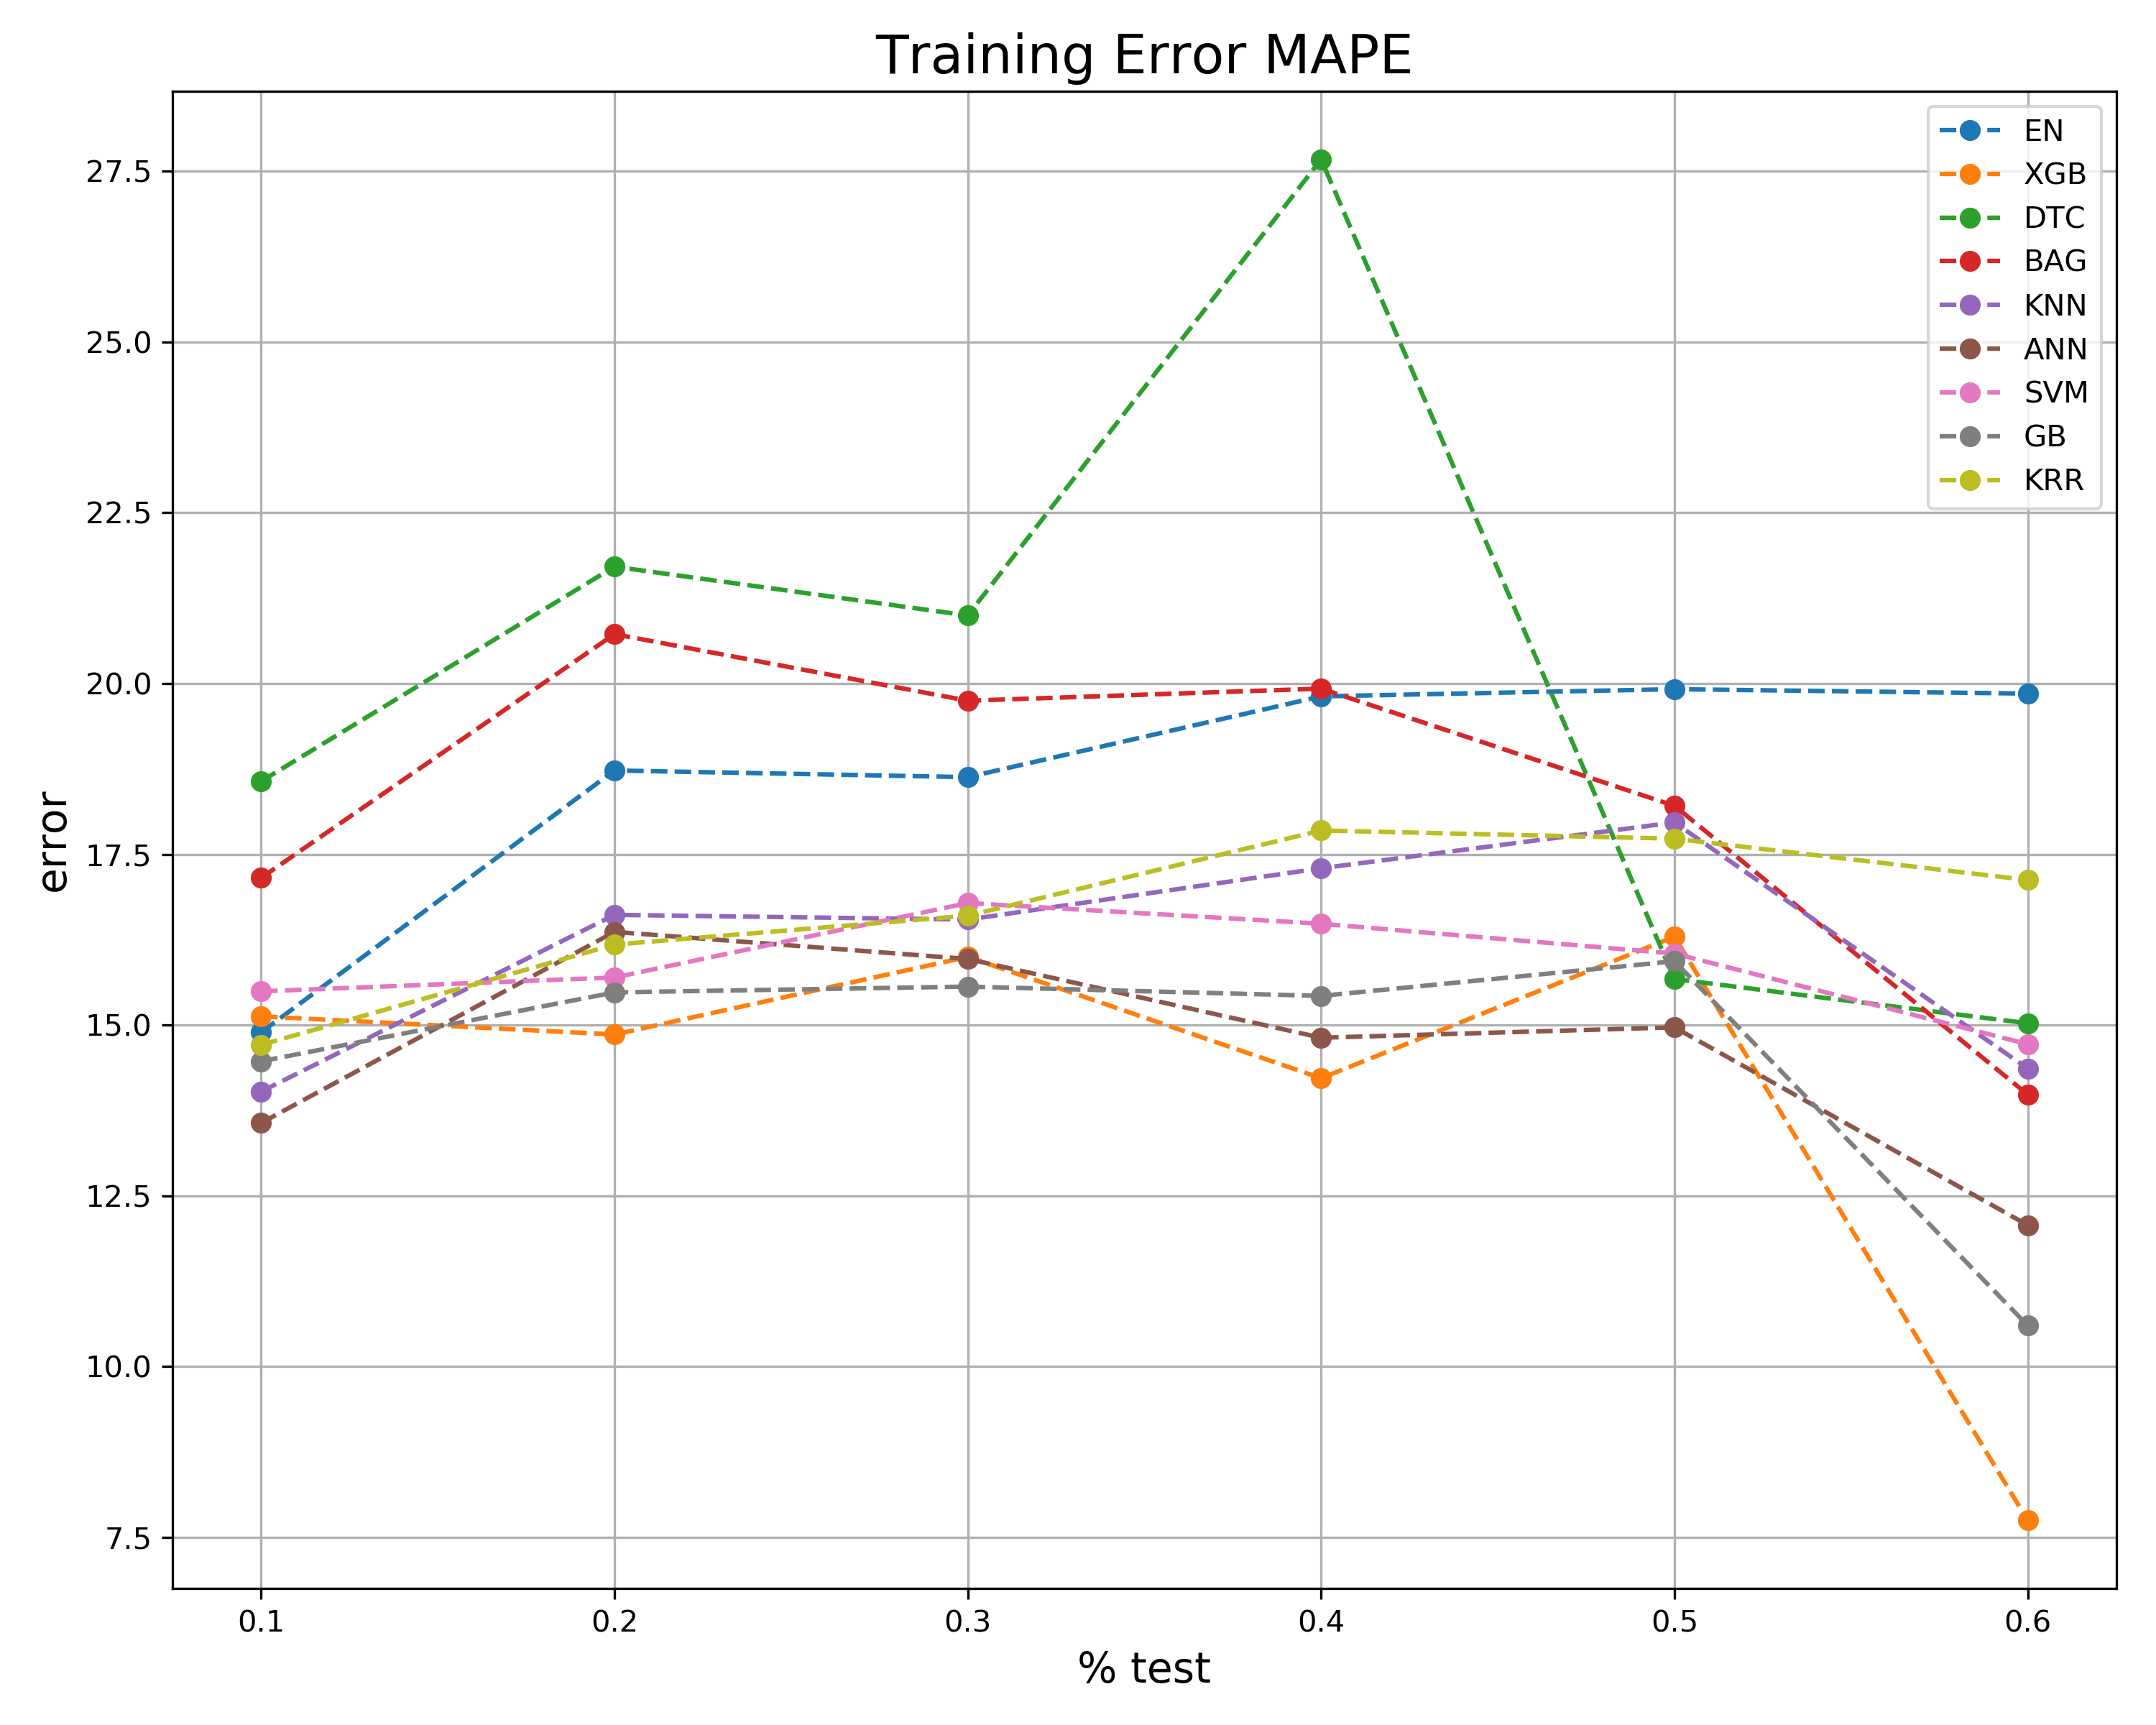 Training Error MAPE
27.5
25.0
22.5
20.0
17.5
15.0
12.5
10.0
7.5
error
0.1
0.2
0.3
0.4
0.5
0.6
% test
EN
XGB
DTC
BAG
KNN
ANN
SVM
GB
KRR